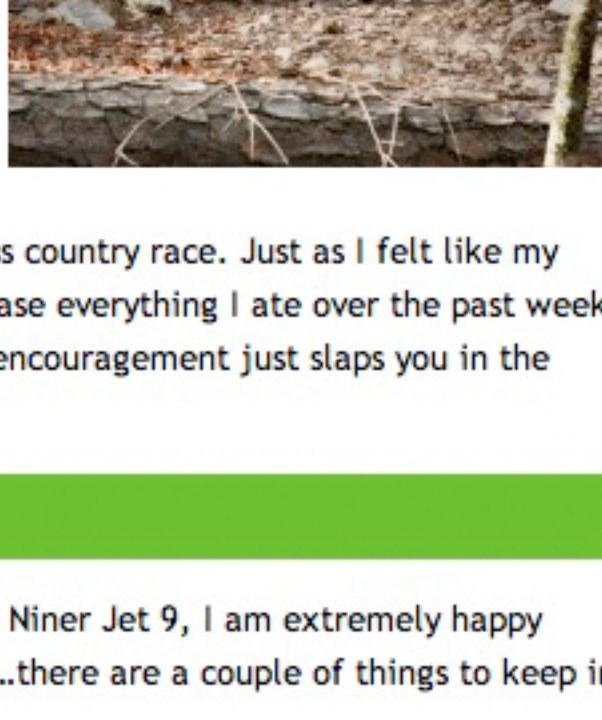 s country race. Just as I felt like my
ase everything I ate over the past week
encouragement just slaps you in the
Niner Jet 9, I am extremely happy
...there are a couple of things to keep